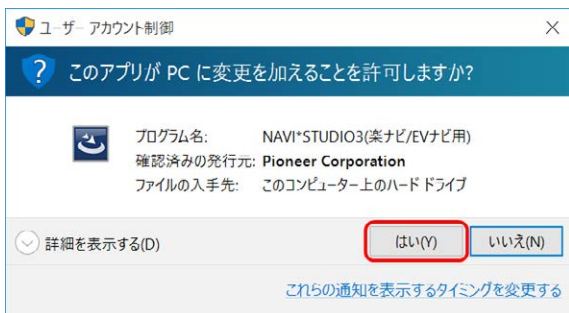 ユーザー アカウント制御
このアプリが PC に変更を加えることを許可しますか?
プログラム名: NAVI*STUDIO3(楽ナビ/EVナビ用)
確認済みの発行元: Pioneer Corporation
ファイルの入手先: このコンピューター上のハード ドライブ
詳細を表示する(D) はい(Y) いいえ(N)
これらの通知を表示するタイミングを変更する